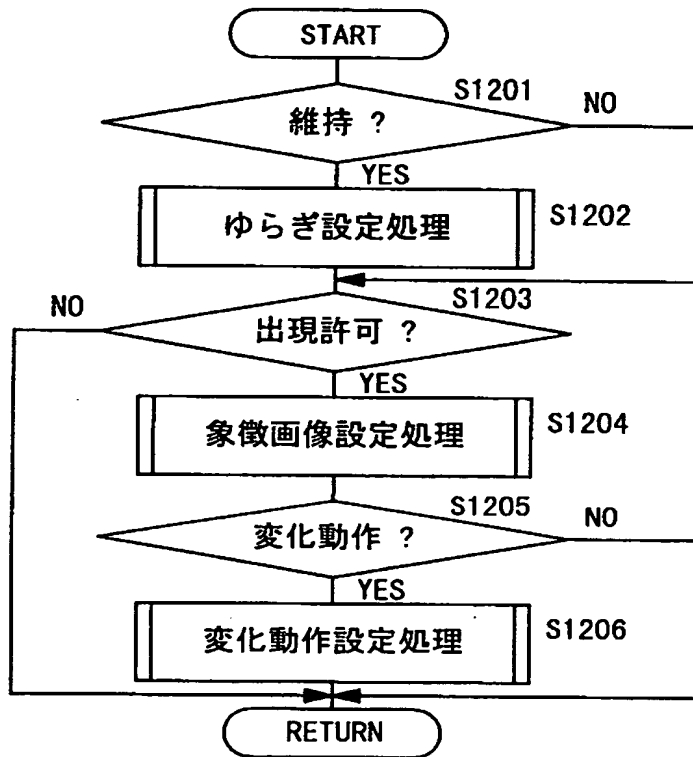 START
S1201
維持 ?
NO
YES
ゆらぎ設定処理
S1202
NO
S1203
出現許可 ?
YES
象徴画像設定処理
S1204
S1205
変化動作 ?
NO
YES
変化動作設定処理
S1206
RETURN